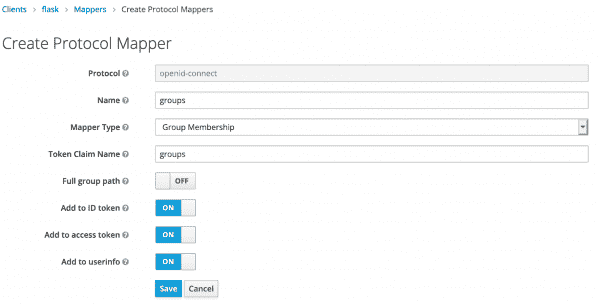 Clients > flask > Mappers > Create Protocol Mappers
Create Protocol Mapper
Protocol openid-connect
Name groups
Mapper Type Group Membership
Token Claim Name groups
Full group path OFF
Add to ID token ON
Add to access token ON
Add to userinfo ON
Save Cancel